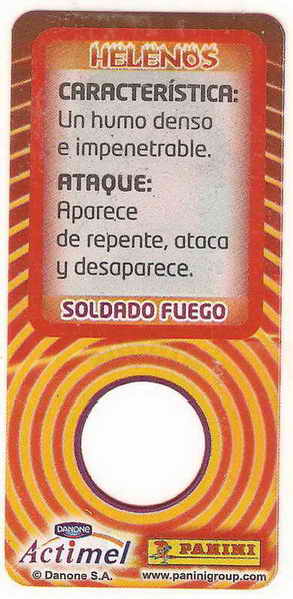 HELENOS
CARACTERÍSTICA:
Un humo denso
e impenetrable.
ATAQUE:
Aparece
de repente, ataca
y desaparece.
SOLDADO FUEGO
DANONE
Actimel
PANINI
© Danone S.A.
www.paninigroup.com